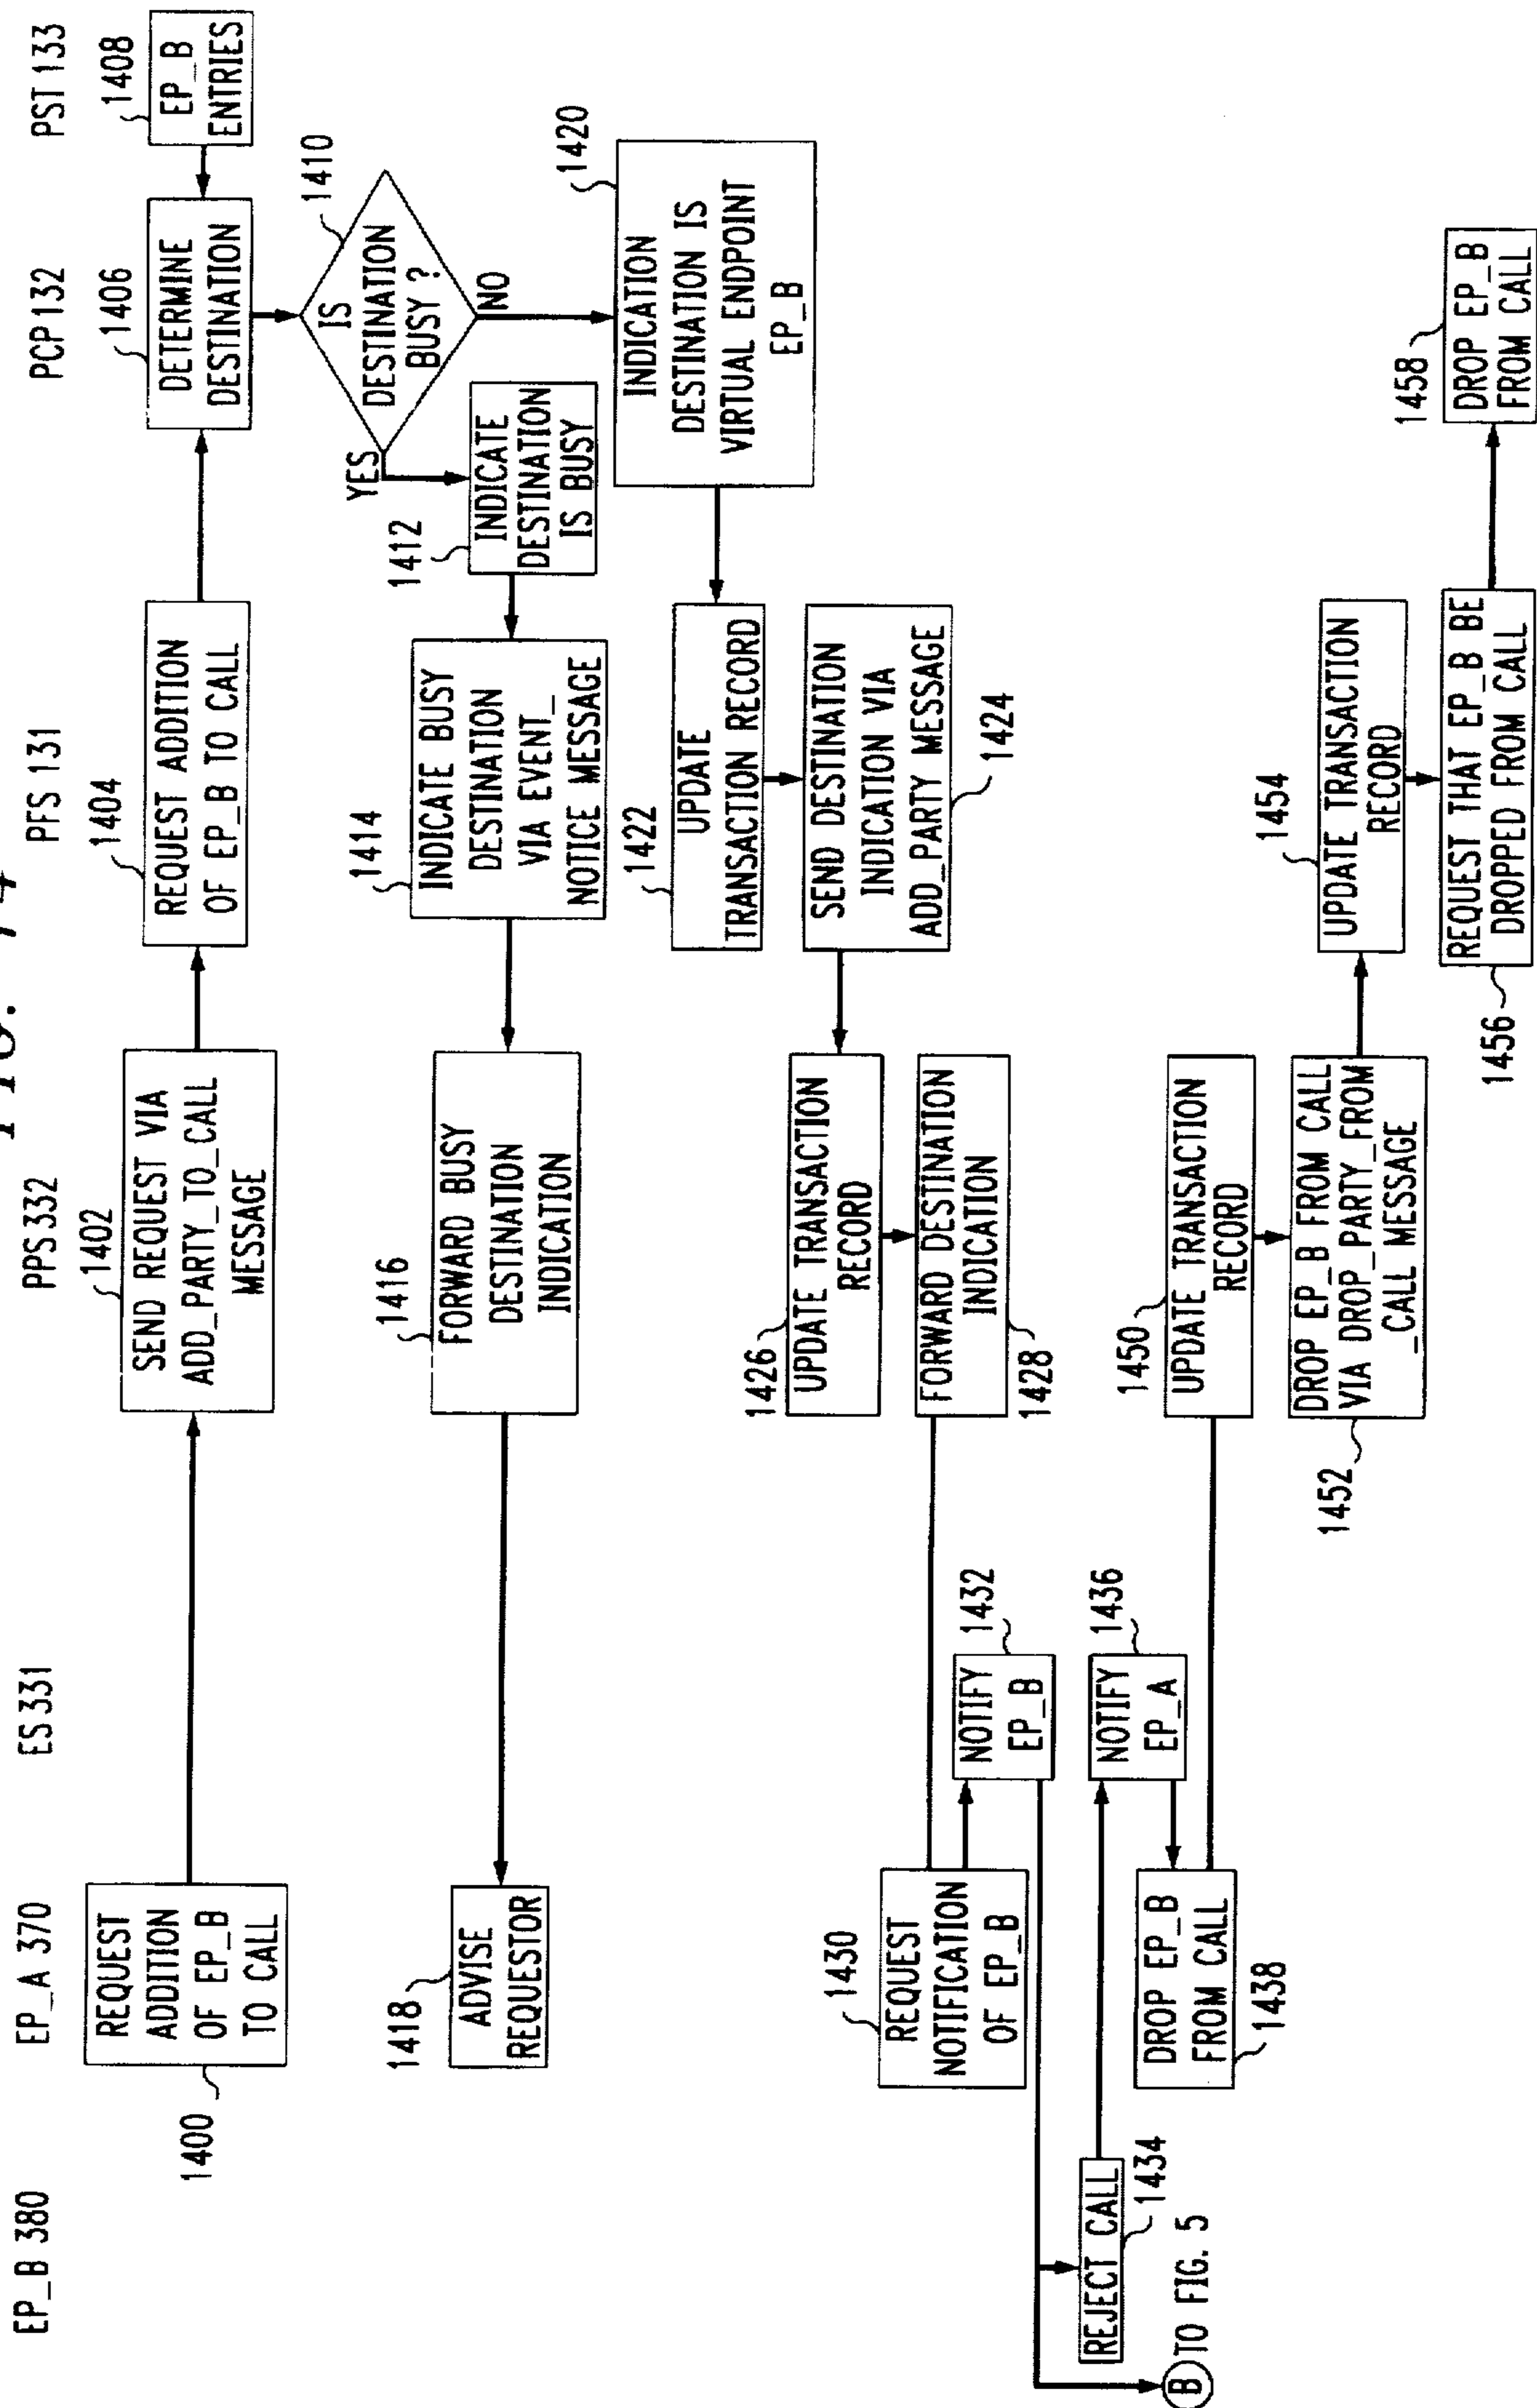 FIG. 14
EP_B 380
EP_A 370
ES 331
PPS 332
PFS 131
PCP 132
PST 133
1400
REQUEST
ADDITION
OF EP_B
TO CALL
1402
SEND REQUEST VIA
ADD_PARTY_TO_CALL
MESSAGE
1404
REQUEST ADDITION
OF EP_B TO CALL
1406
DETERMINE
DESTINATION
1408
EP_B
ENTRIES
1410
IS
DESTINATION
BUSY ?
YES
NO
1412
INDICATE
DESTINATION
IS BUSY
1414
INDICATE BUSY
DESTINATION
VIA EVENT_
NOTICE MESSAGE
1416
FORWARD BUSY
DESTINATION
INDICATION
1418
ADVISE
REQUESTOR
1420
INDICATION
DESTINATION IS
VIRTUAL ENDPOINT
EP_B
1422
UPDATE
TRANSACTION RECORD
SEND DESTINATION
INDICATION VIA
ADD_PARTY MESSAGE
1424
1426
UPDATE TRANSACTION
RECORD
FORWARD DESTINATION
INDICATION
1428
1430
REQUEST
NOTIFICATION
OF EP_B
1432
NOTIFY
EP_B
REJECT CALL
1434
B TO FIG. 5
1436
NOTIFY
EP_A
DROP EP_B
FROM CALL
1438
1450
UPDATE TRANSACTION
RECORD
DROP EP_B FROM CALL
VIA DROP_PARTY_FROM
_CALL MESSAGE
1452
1454
UPDATE TRANSACTION
RECORD
REQUEST THAT EP_B BE
DROPPED FROM CALL
1456
1458
DROP EP_B
FROM CALL